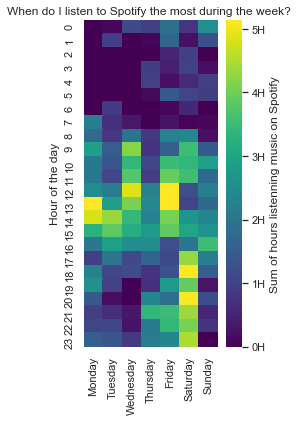 When do I listen to Spotify the most during the week?
Hour of the day
0
1
2
3
4
5
6
7
8
9
10
11
12
13
14
15
16
17
18
19
20
21
22
23
Monday
Tuesday
Wednesday
Thursday
Friday
Saturday
Sunday
5H
4H
3H
2H
1H
0H
Sum of hours listenning music on Spotify